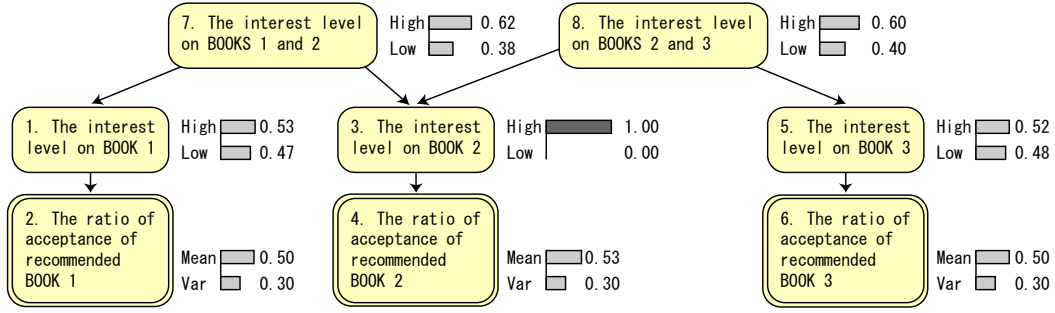 7. The interest level
on BOOKS 1 and 2
High 0.62
Low 0.38
8. The interest level
on BOOKS 2 and 3
High 0.60
Low 0.40
1. The interest
level on BOOK 1
High 0.53
Low 0.47
3. The interest
level on BOOK 2
High 1.00
Low 0.00
5. The interest
level on BOOK 3
High 0.52
Low 0.48
2. The ratio of
acceptance of
recommended
BOOK 1
Mean 0.50
Var 0.30
4. The ratio of
acceptance of
recommended
BOOK 2
Mean 0.53
Var 0.30
6. The ratio of
acceptance of
recommended
BOOK 3
Mean 0.50
Var 0.30